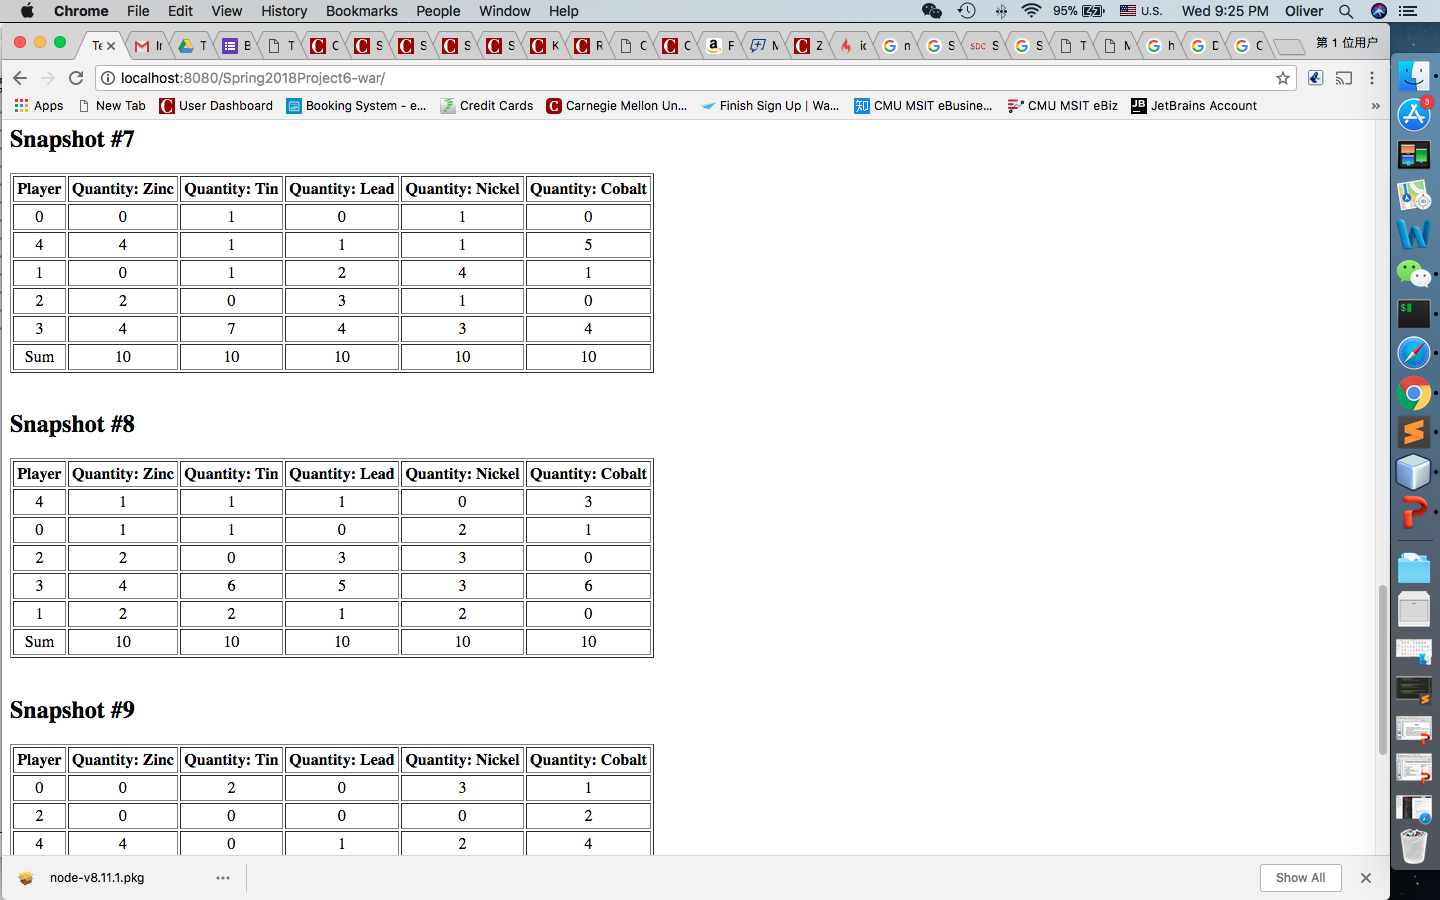 Chrome File Edit View History Bookmarks People Window Help 95% U.S. Wed 9:25 PM Oliver
Te M Ir T B T C C C S C S C S C S C K C R C C C a F M C Z ic G n G S SDC S G S T M G h G D G C 第 1 位用户
localhost:8080/Spring2018Project6-war/
Apps New Tab User Dashboard Booking System - e... Credit Cards Carnegie Mellon Un... Finish Sign Up | Wa... 知 CMU MSIT eBusine... CMU MSIT eBiz JB JetBrains Account »
Snapshot #7
Player Quantity: Zinc Quantity: Tin Quantity: Lead Quantity: Nickel Quantity: Cobalt
0 0 1 0 1 0
4 4 1 1 1 5
1 0 1 2 4 1
2 2 0 3 1 0
3 4 7 4 3 4
Sum 10 10 10 10 10
Snapshot #8
Player Quantity: Zinc Quantity: Tin Quantity: Lead Quantity: Nickel Quantity: Cobalt
4 1 1 1 0 3
0 1 1 0 2 1
2 2 0 3 3 0
3 4 6 5 3 6
1 2 2 1 2 0
Sum 10 10 10 10 10
Snapshot #9
Player Quantity: Zinc Quantity: Tin Quantity: Lead Quantity: Nickel Quantity: Cobalt
0 0 2 0 3 1
2 0 0 0 0 2
4 4 0 1 2 4
node-v8.11.1.pkg Show All
3